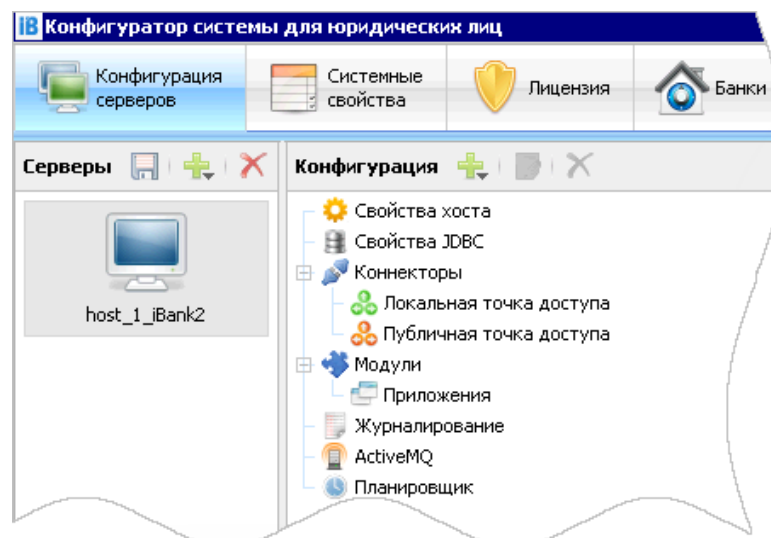 iB Конфигуратор системы для юридических лиц
Конфигурация
серверов
Системные
свойства
Лицензия
Банки
Серверы
Конфигурация
host_1_iBank2
Свойства хоста
Свойства JDBC
Коннекторы
Локальная точка доступа
Публичная точка доступа
Модули
Приложения
Журналирование
ActiveMQ
Планировщик